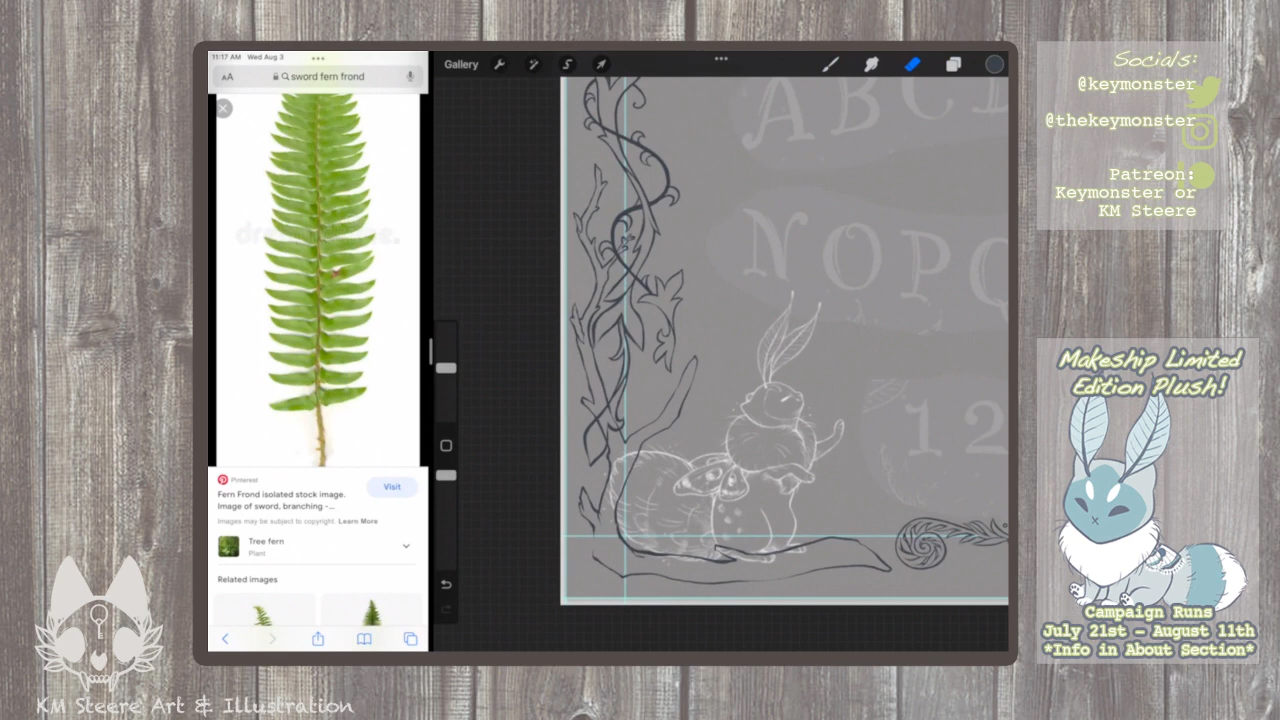 11:17 AM Wed Aug 3
AA
sword fern frond
Pinterest
Fern Frond isolated stock image.
Image of sword, branching -...
Visit
Images may be subject to copyright. Learn More
Tree fern
Plant
Related images
Gallery
A B C D
N O P Q
1 2
Socials:
@keymonster
@thekeymonster
Patreon:
Keymonster or
KM Steere
Makeship Limited
Edition Plush!
Campaign Runs
July 21st - August 11th
*Info in About Section*
KM Steere Art & Illustration